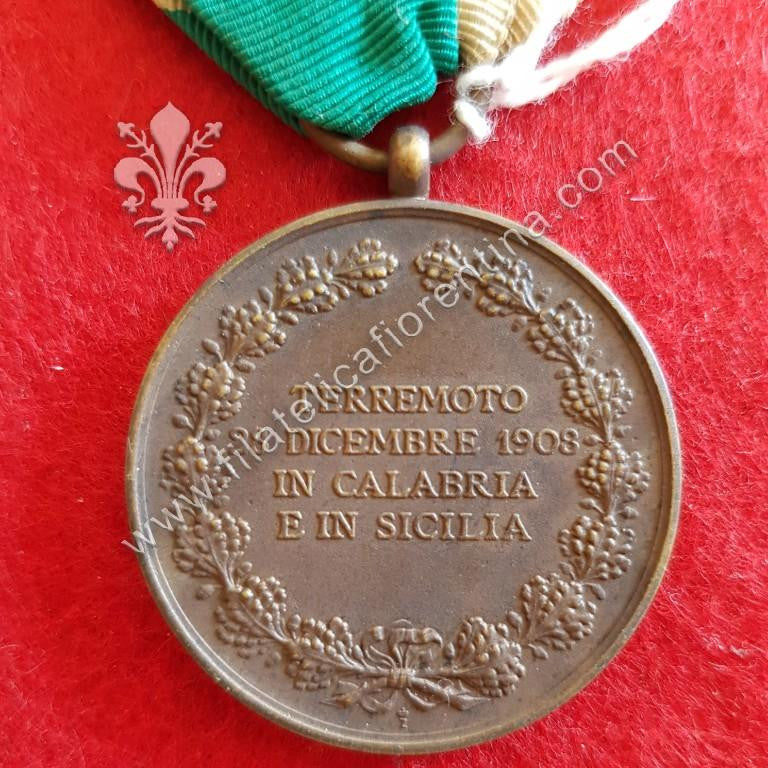 TERREMOTO
28 DICEMBRE 1908
IN CALABRIA
E IN SICILIA
www.filatelicafiorentina.com